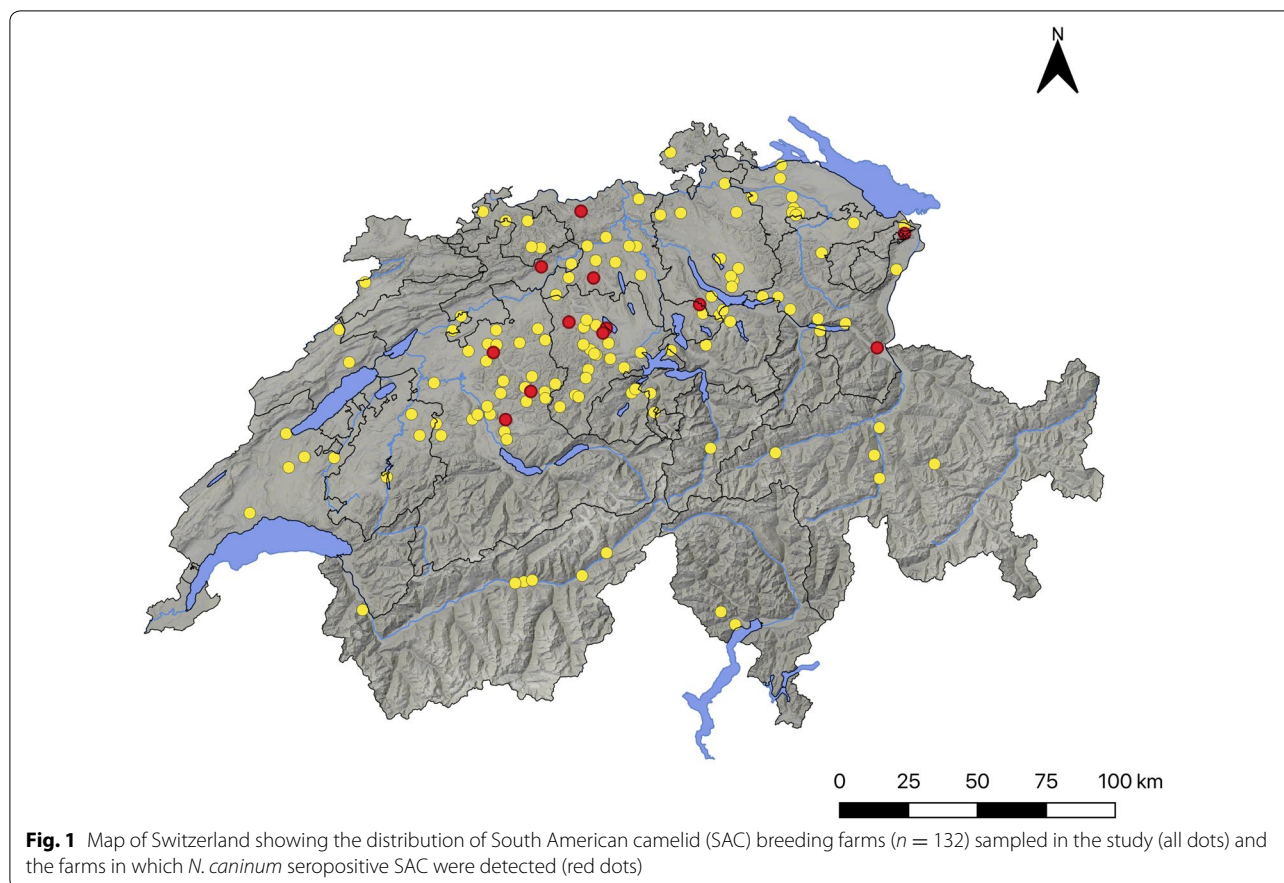 N
0 25 50 75 100 km
Fig. 1 Map of Switzerland showing the distribution of South American camelid (SAC) breeding farms (n = 132) sampled in the study (all dots) and
the farms in which N. caninum seropositive SAC were detected (red dots)